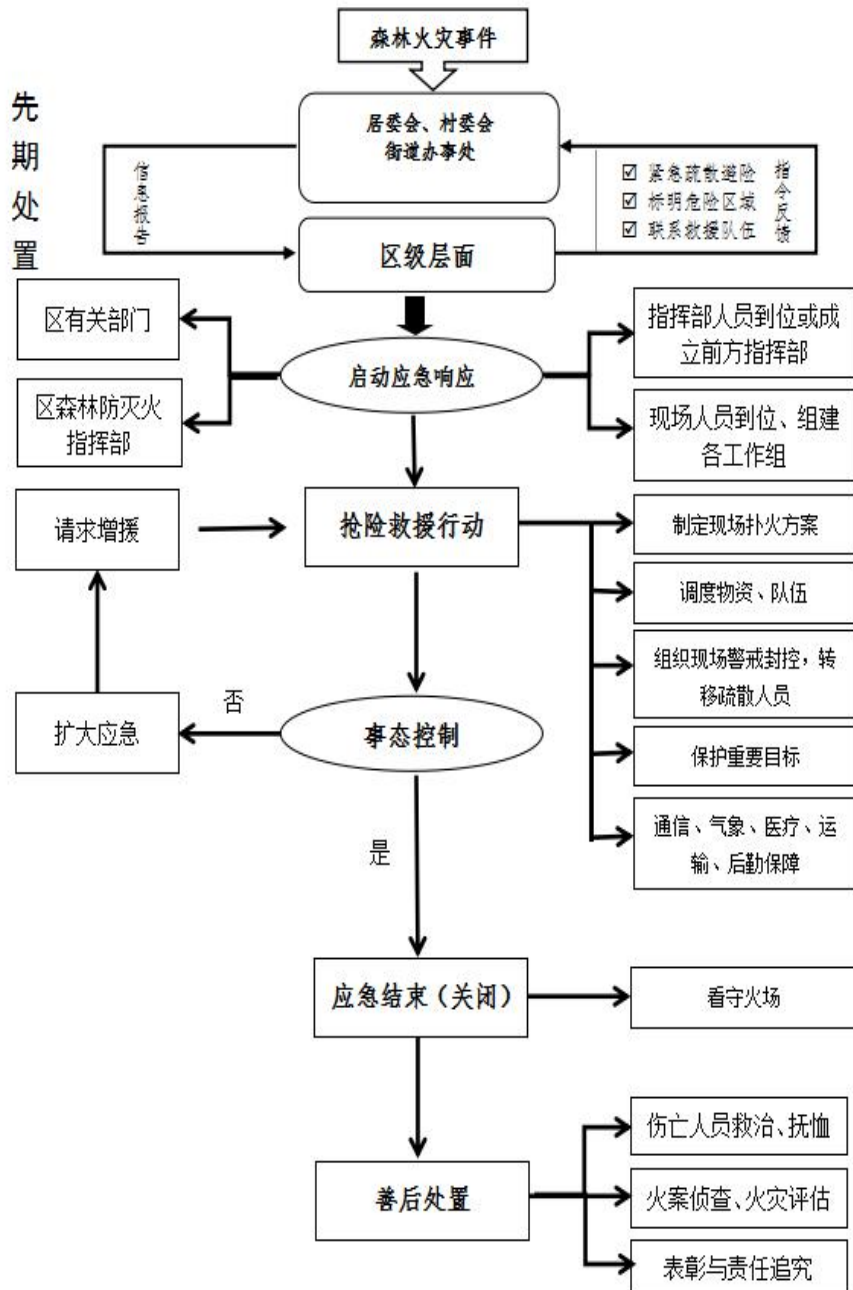 森林火灾事件
先期处置
居委会、村委会
街道办事处
信息报告
☑ 紧急疏散避险
☑ 标明危险区域
☑ 联系救援队伍
指令反馈
区级层面
区有关部门
指挥部人员到位或成
立前方指挥部
启动应急响应
区森林防灭火
指挥部
现场人员到位、组建
各工作组
请求增援
抢险救援行动
制定现场扑火方案
调度物资、队伍
组织现场警戒封控，转
移疏散人员
扩大应急
否
事态控制
保护重要目标
通信、气象、医疗、运
输、后勤保障
是
应急结束（关闭）
看守火场
伤亡人员救治、抚恤
善后处置
火案侦查、火灾评估
表彰与责任追究